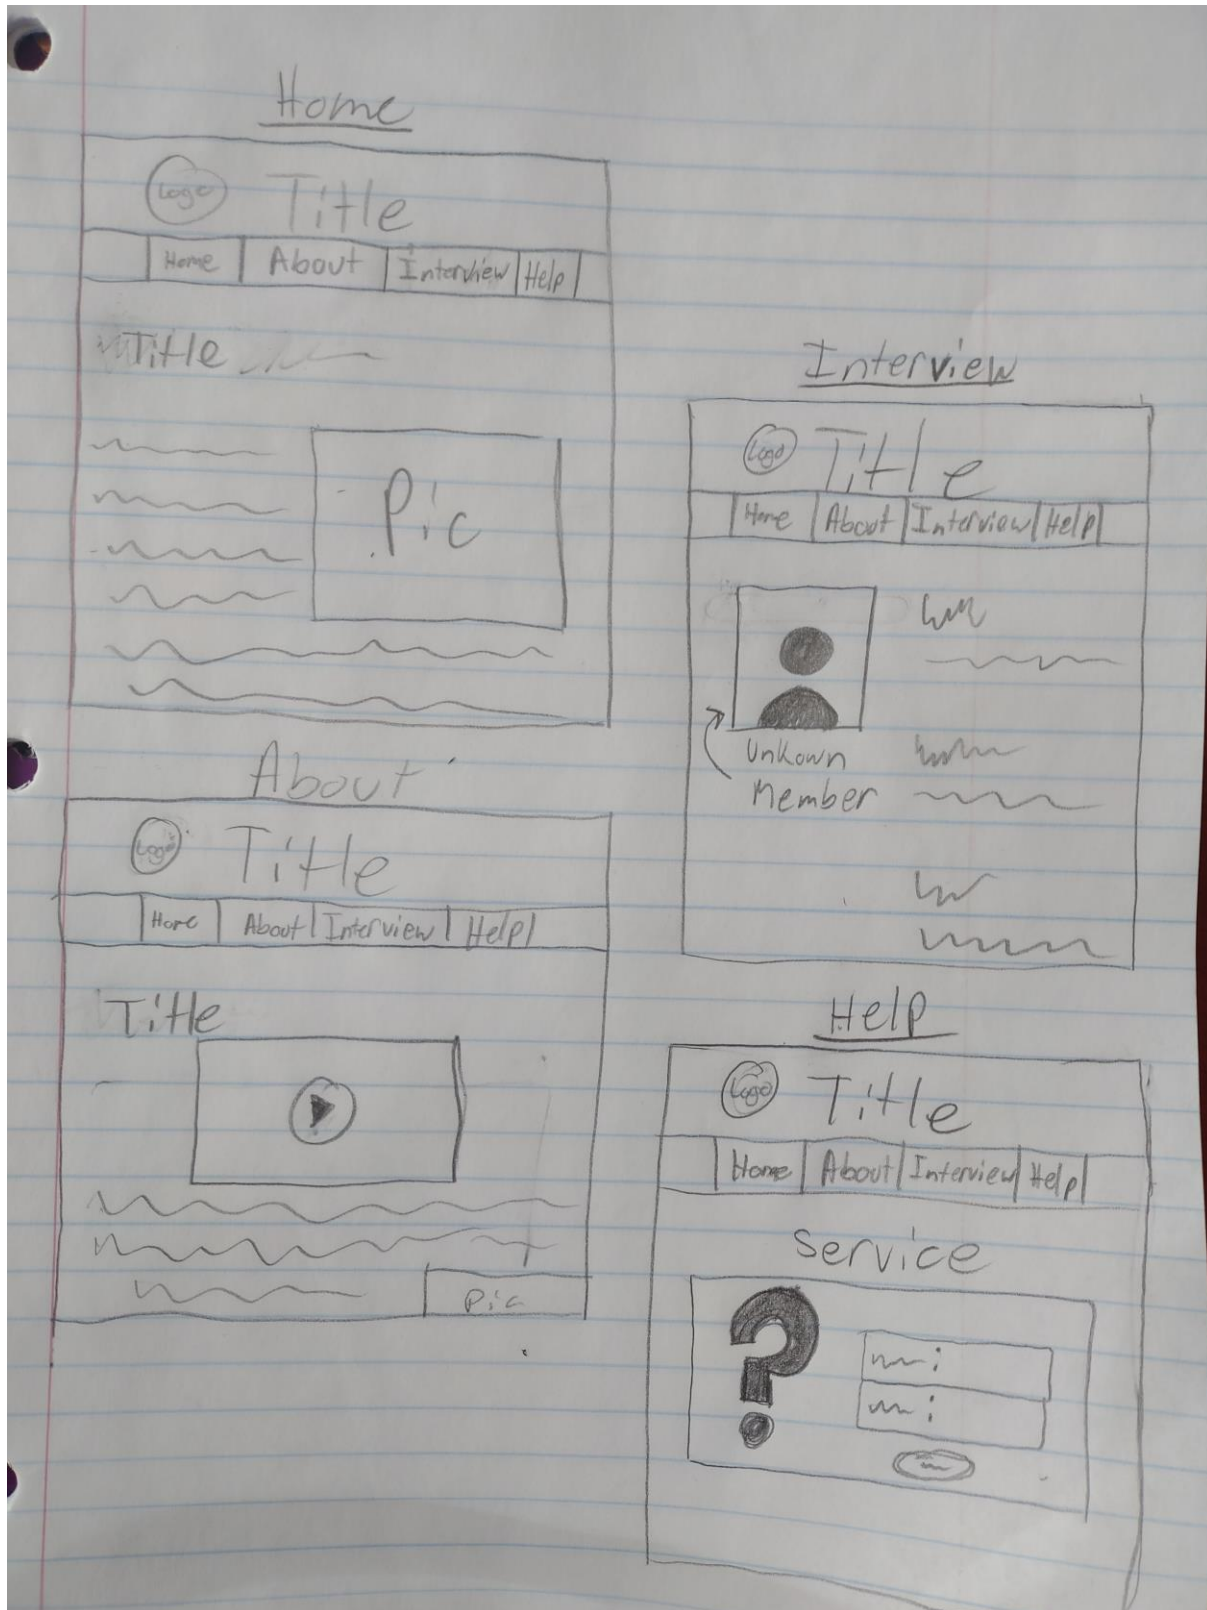 Home
Logo Title
Home About Interview Help
Title
Pic
About
Logo Title
Home About Interview Help
Title
Pic
Interview
Logo Title
Home About Interview Help
Unkown
Member
Help
Logo Title
Home About Interview Help
Service